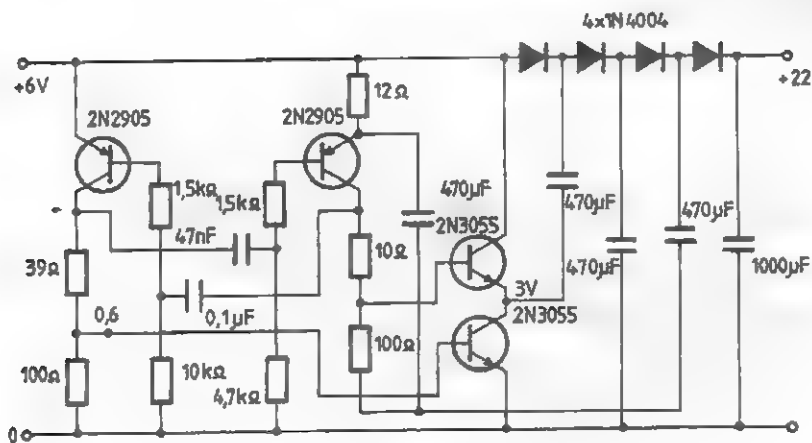 4x1N4004
+6V
12Ω
+22
2N2905
2N2905
1,5kΩ
1,5kΩ
470µF
470µF
470µF
2N3055
47nF
39Ω
10Ω
470µF
1000µF
3V
0,6
0,1µF
2N3055
100Ω
100Ω
10kΩ
4,7kΩ
0